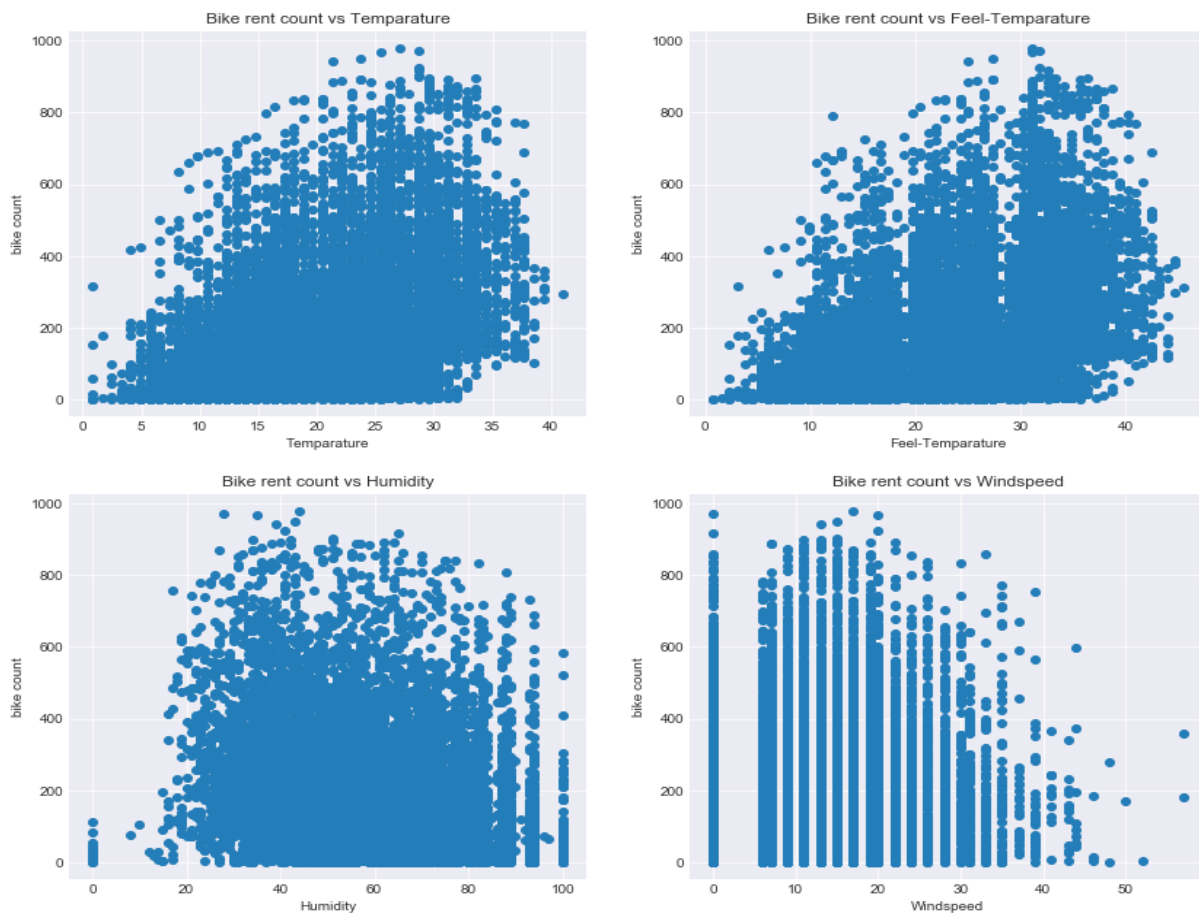 Bike rent count vs Temparature
bike count
1000
800
600
400
200
0
0 5 10 15 20 25 30 35 40
Temparature
Bike rent count vs Feel-Temparature
bike count
1000
800
600
400
200
0
0 10 20 30 40
Feel-Temparature
Bike rent count vs Humidity
bike count
1000
800
600
400
200
0
0 20 40 60 80 100
Humidity
Bike rent count vs Windspeed
bike count
1000
800
600
400
200
0
0 10 20 30 40 50
Windspeed